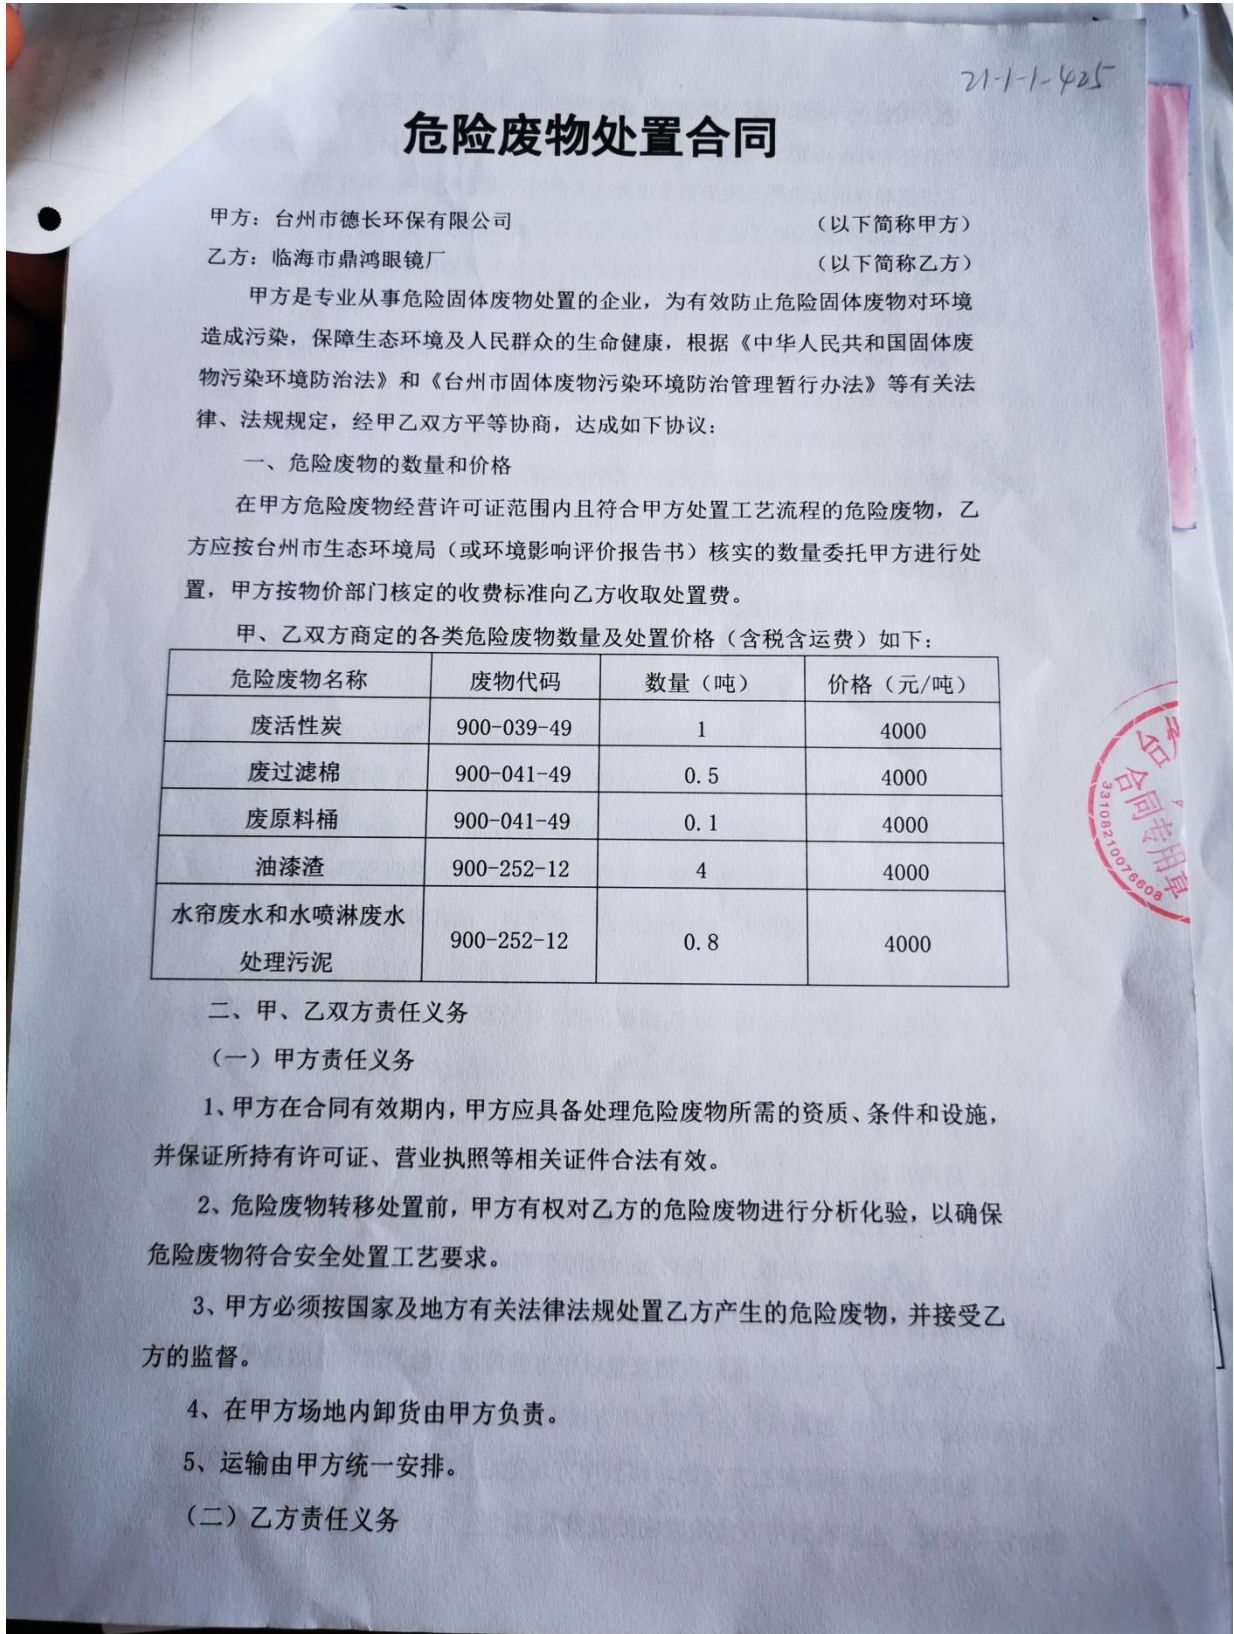 21-1-1-425
危险废物处置合同
甲方：台州市德长环保有限公司 （以下简称甲方）
乙方：临海市鼎鸿眼镜厂 （以下简称乙方）
甲方是专业从事危险固体废物处置的企业，为有效防止危险固体废物对环境
造成污染，保障生态环境及人民群众的生命健康，根据《中华人民共和国固体废
物污染环境防治法》和《台州市固体废物污染环境防治管理暂行办法》等有关法
律、法规规定，经甲乙双方平等协商，达成如下协议：
一、危险废物的数量和价格
在甲方危险废物经营许可证范围内且符合甲方处置工艺流程的危险废物，乙
方应按台州市生态环境局（或环境影响评价报告书）核实的数量委托甲方进行处
置，甲方按物价部门核定的收费标准向乙方收取处置费。
甲、乙双方商定的各类危险废物数量及处置价格（含税含运费）如下：
危险废物名称 废物代码 数量（吨） 价格（元/吨）
废活性炭 900-039-49 1 4000
废过滤棉 900-041-49 0.5 4000
废原料桶 900-041-49 0.1 4000
油漆渣 900-252-12 4 4000
水帘废水和水喷淋废水
处理污泥 900-252-12 0.8 4000
台州
合同专用章
33108210076608
二、甲、乙双方责任义务
（一）甲方责任义务
1、甲方在合同有效期内，甲方应具备处理危险废物所需的资质、条件和设施，
并保证所持有许可证、营业执照等相关证件合法有效。
2、危险废物转移处置前，甲方有权对乙方的危险废物进行分析化验，以确保
危险废物符合安全处置工艺要求。
3、甲方必须按国家及地方有关法律法规处置乙方产生的危险废物，并接受乙
方的监督。
4、在甲方场地内卸货由甲方负责。
5、运输由甲方统一安排。
（二）乙方责任义务